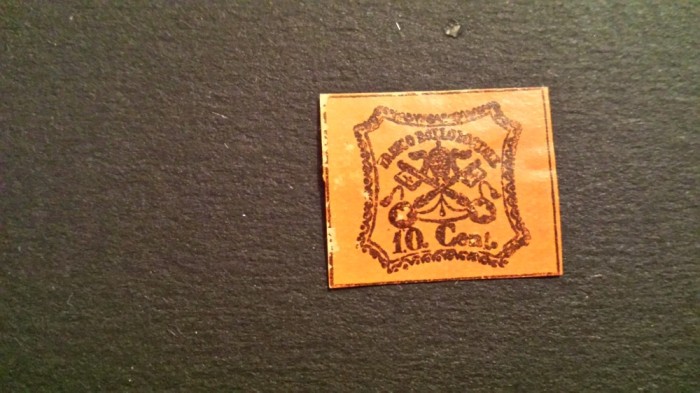 FRANCO BOLLO POSTALE
10. Cent.